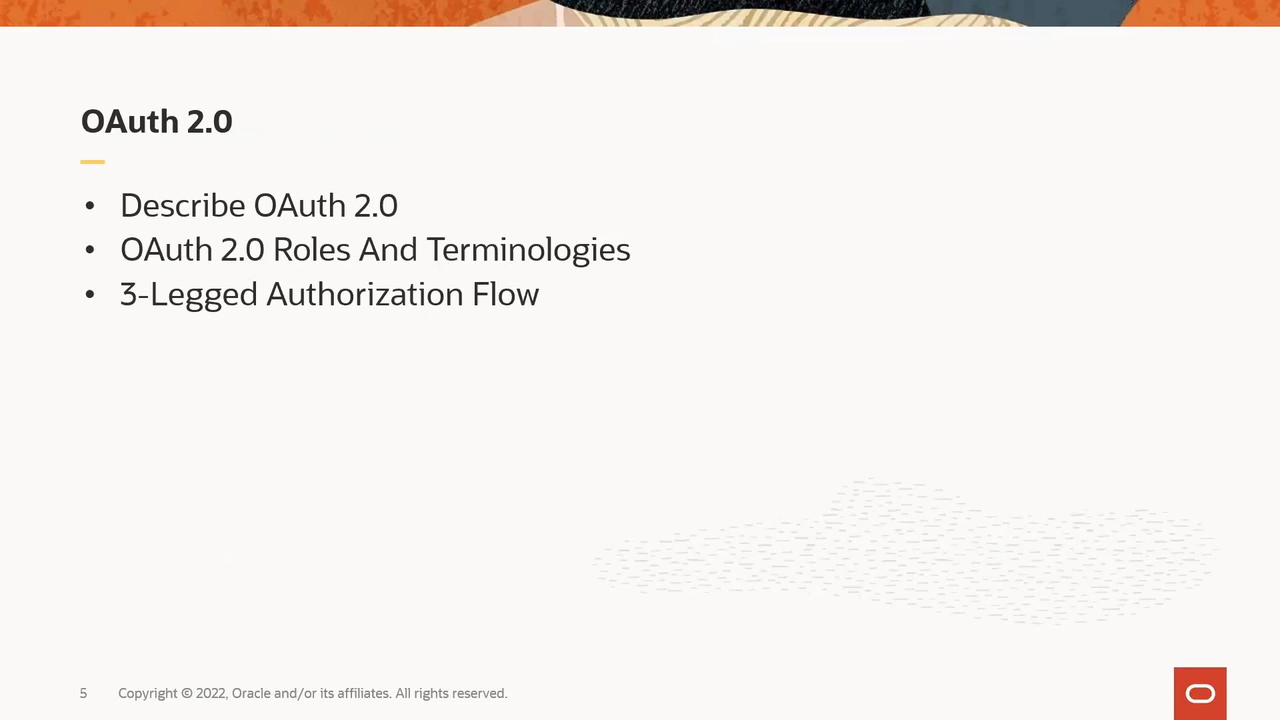 OAuth 2.0
• Describe OAuth 2.0
• OAuth 2.0 Roles And Terminologies
• 3-Legged Authorization Flow
5 Copyright © 2022, Oracle and/or its affiliates. All rights reserved.